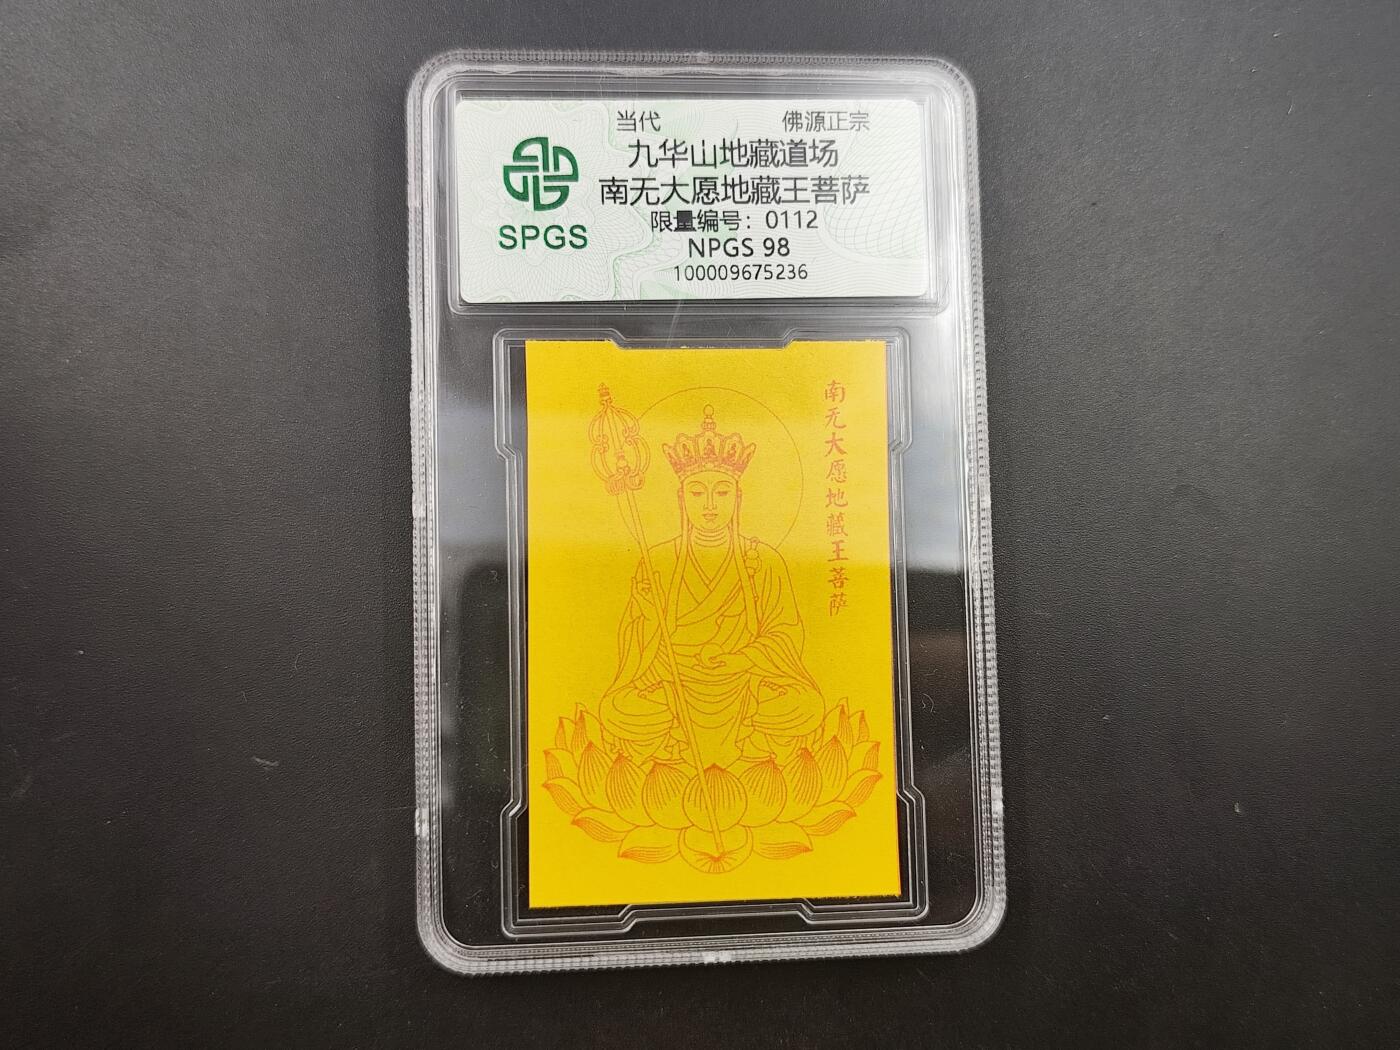 当代 佛源正宗
九华山地藏道场
南无大愿地藏王菩萨
限量编号：0112
NPGS 98
100009675236
SPGS
南无大愿地藏王菩萨